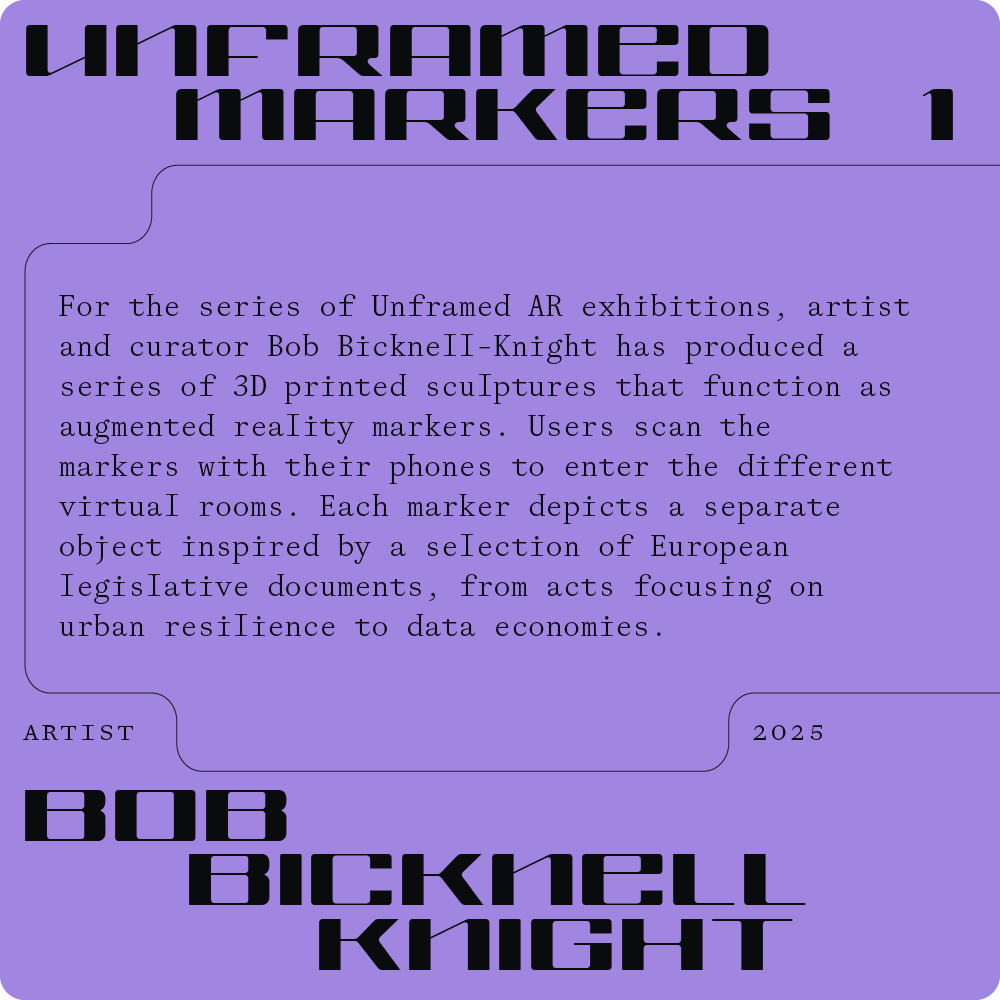 UNFRAMED
MARKERS 1
For the series of Unframed AR exhibitions, artist
and curator Bob Bicknell-Knight has produced a
series of 3D printed sculptures that function as
augmented reality markers. Users scan the
markers with their phones to enter the different
virtual rooms. Each marker depicts a separate
object inspired by a selection of European
legislative documents, from acts focusing on
urban resilience to data economies.
ARTIST 2025
BOB
BICKNELL
KNIGHT